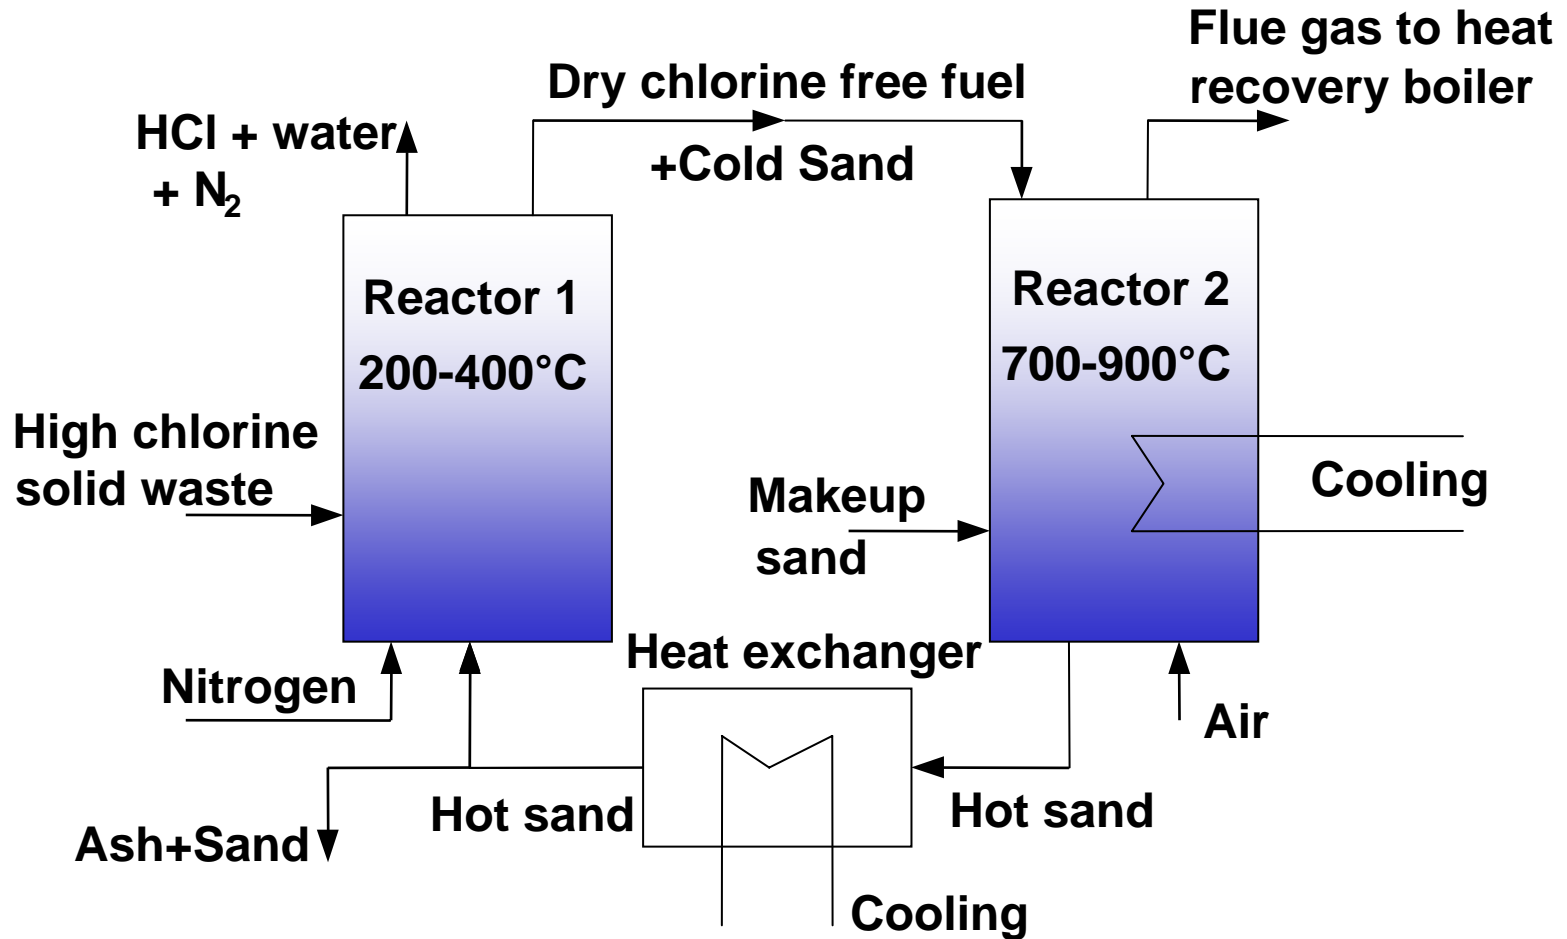 Flue gas to heat
recovery boiler
Dry chlorine free fuel
+Cold Sand
HCl + water
+ N2
Reactor 1
200-400°C
Reactor 2
700-900°C
High chlorine
solid waste
Makeup
sand
Cooling
Heat exchanger
Nitrogen
Air
Hot sand
Hot sand
Ash+Sand
Cooling